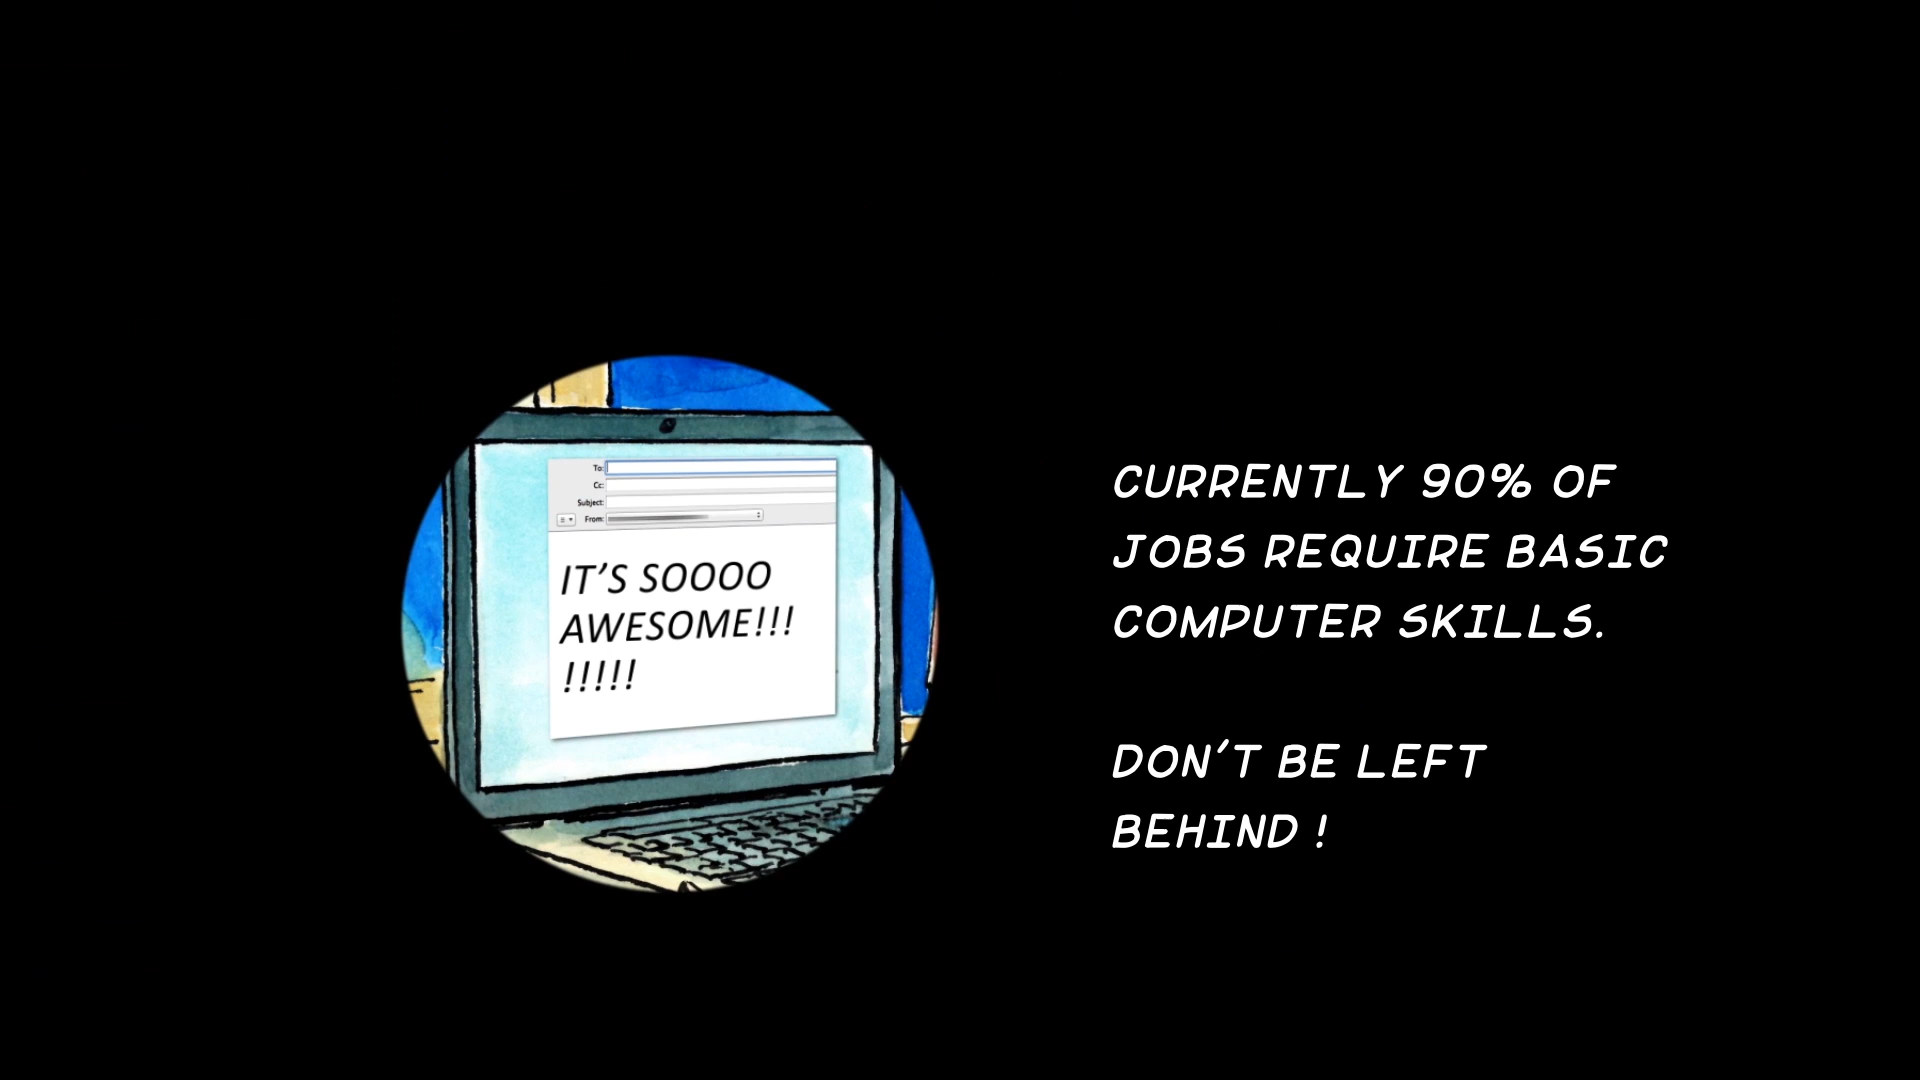 To:
Cc:
Subject:
From:
IT’S SOOOO
AWESOME!!!
!!!!!
CURRENTLY 90% OF
JOBS REQUIRE BASIC
COMPUTER SKILLS.
DON'T BE LEFT
BEHIND !